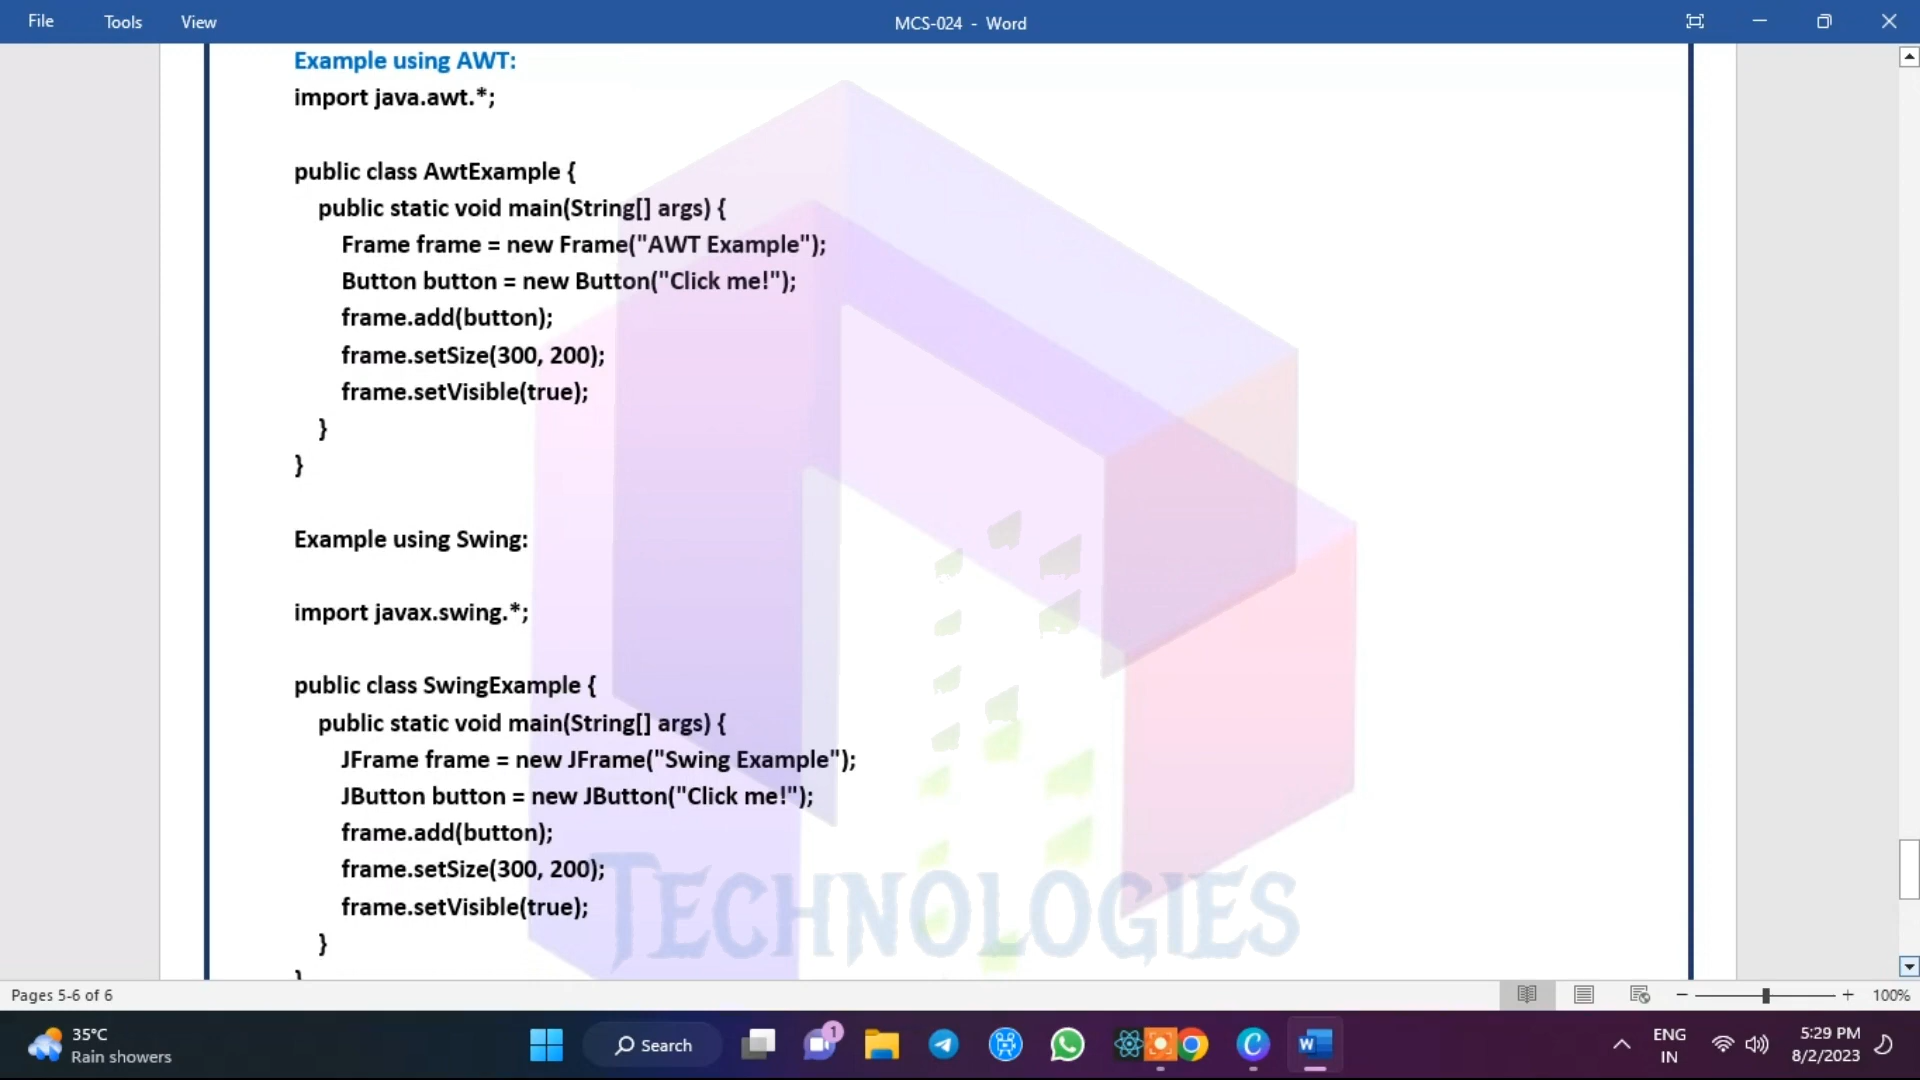 File Tools View MCS-024 - Word
Example using AWT:
import java.awt.*;
public class AwtExample {
public static void main(String[] args) {
Frame frame = new Frame("AWT Example");
Button button = new Button("Click me!");
frame.add(button);
frame.setSize(300, 200);
frame.setVisible(true);
}
}
Example using Swing:
import javax.swing.*;
public class SwingExample {
public static void main(String[] args) {
JFrame frame = new JFrame("Swing Example");
JButton button = new JButton("Click me!");
frame.add(button);
frame.setSize(300, 200);
frame.setVisible(true);
}
}
TECHNOLOGIES
Pages 5-6 of 6 100%
35°C
Rain showers
Search
1
ENG
IN
5:29 PM
8/2/2023